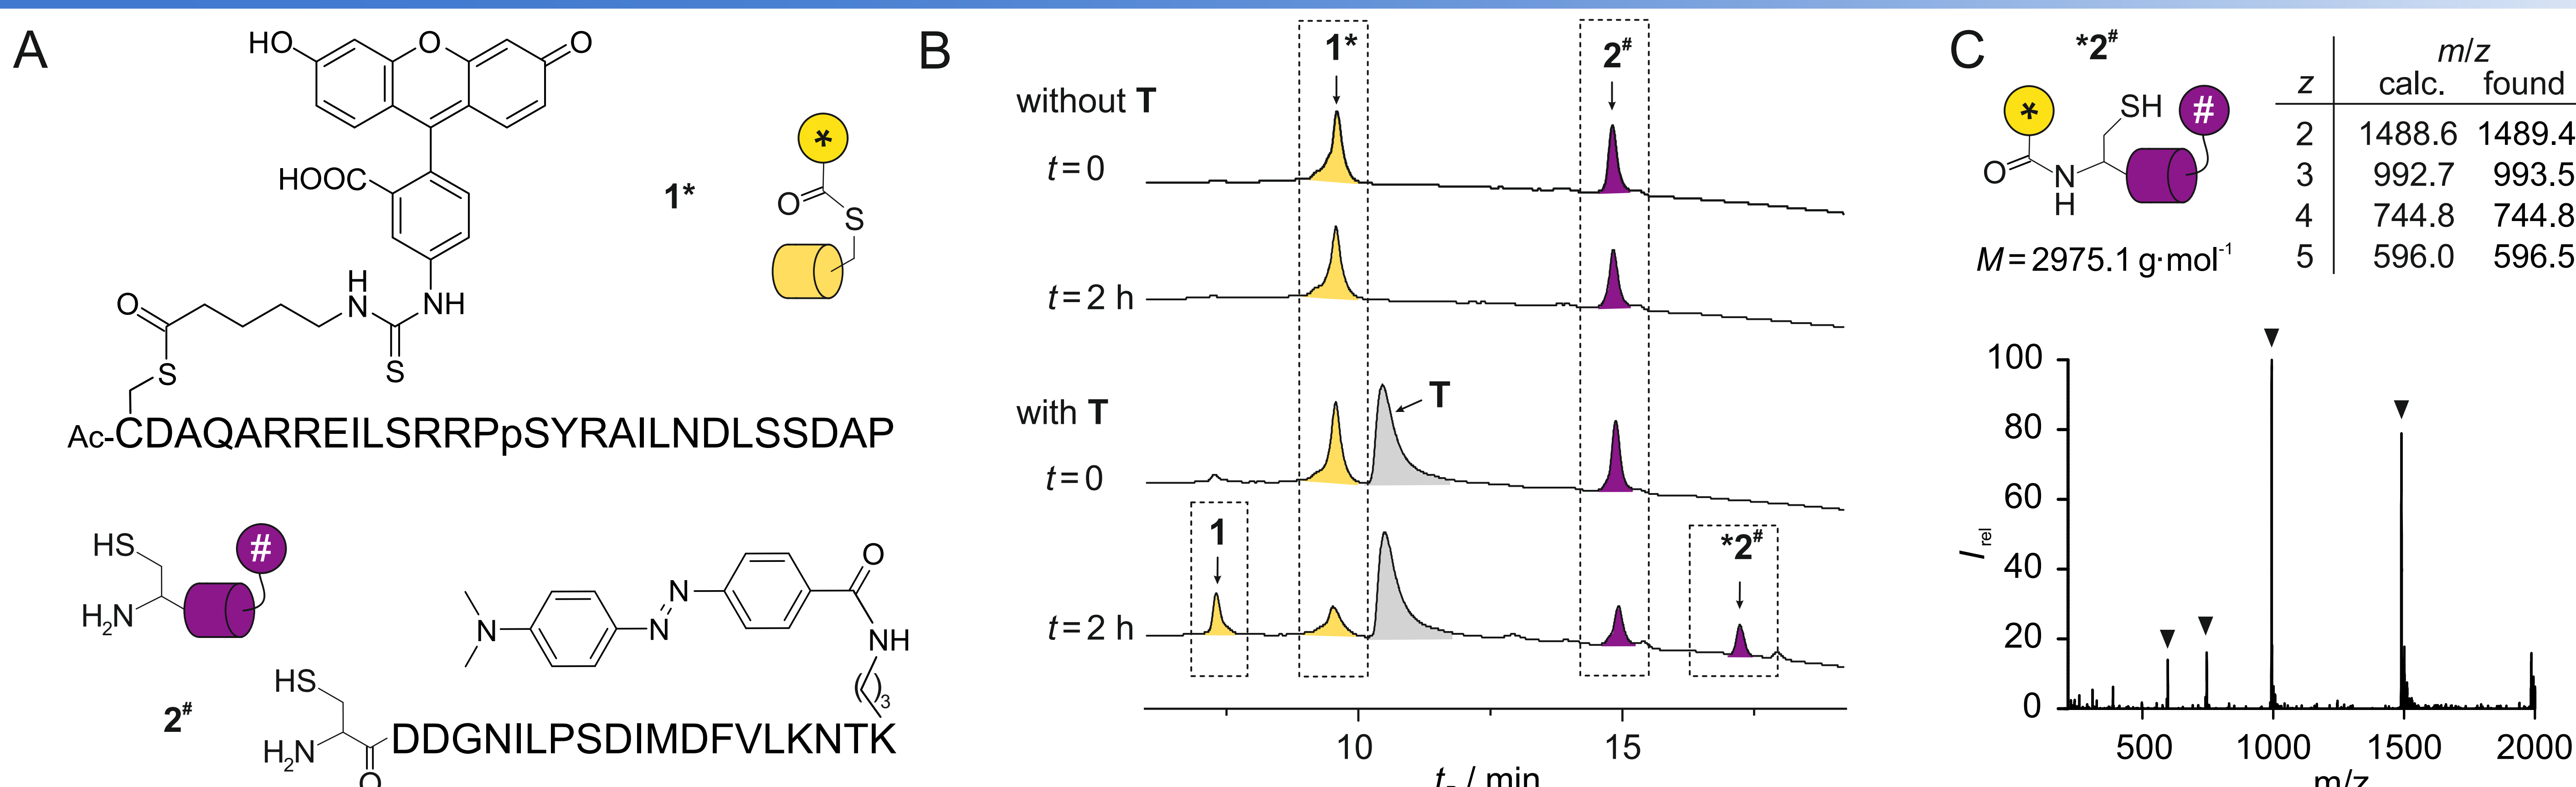 A
HO
O
O
HOOC
H
N
NH
O
S
S
Ac-CDAQARREILSRRPpSYRAILNDLSSDAP
1*
*
O
S
HS
#
H₂N
2#
N
N
N
O
NH
( )3
HS
H₂N
O
DDGNILPSDIMDFVLKNTK
B
1*
2#
without T
t=0
t=2 h
with T
T
t=0
1
*2#
t=2 h
10
15
/ min
C
*2#
*
O
N
H
SH
#
M=2975.1 g·mol⁻¹
m/z
z calc. found
2 1488.6 1489.4
3 992.7 993.5
4 744.8 744.8
5 596.0 596.5
I rel
100
80
60
40
20
0
500 1000 1500 2000
m/z